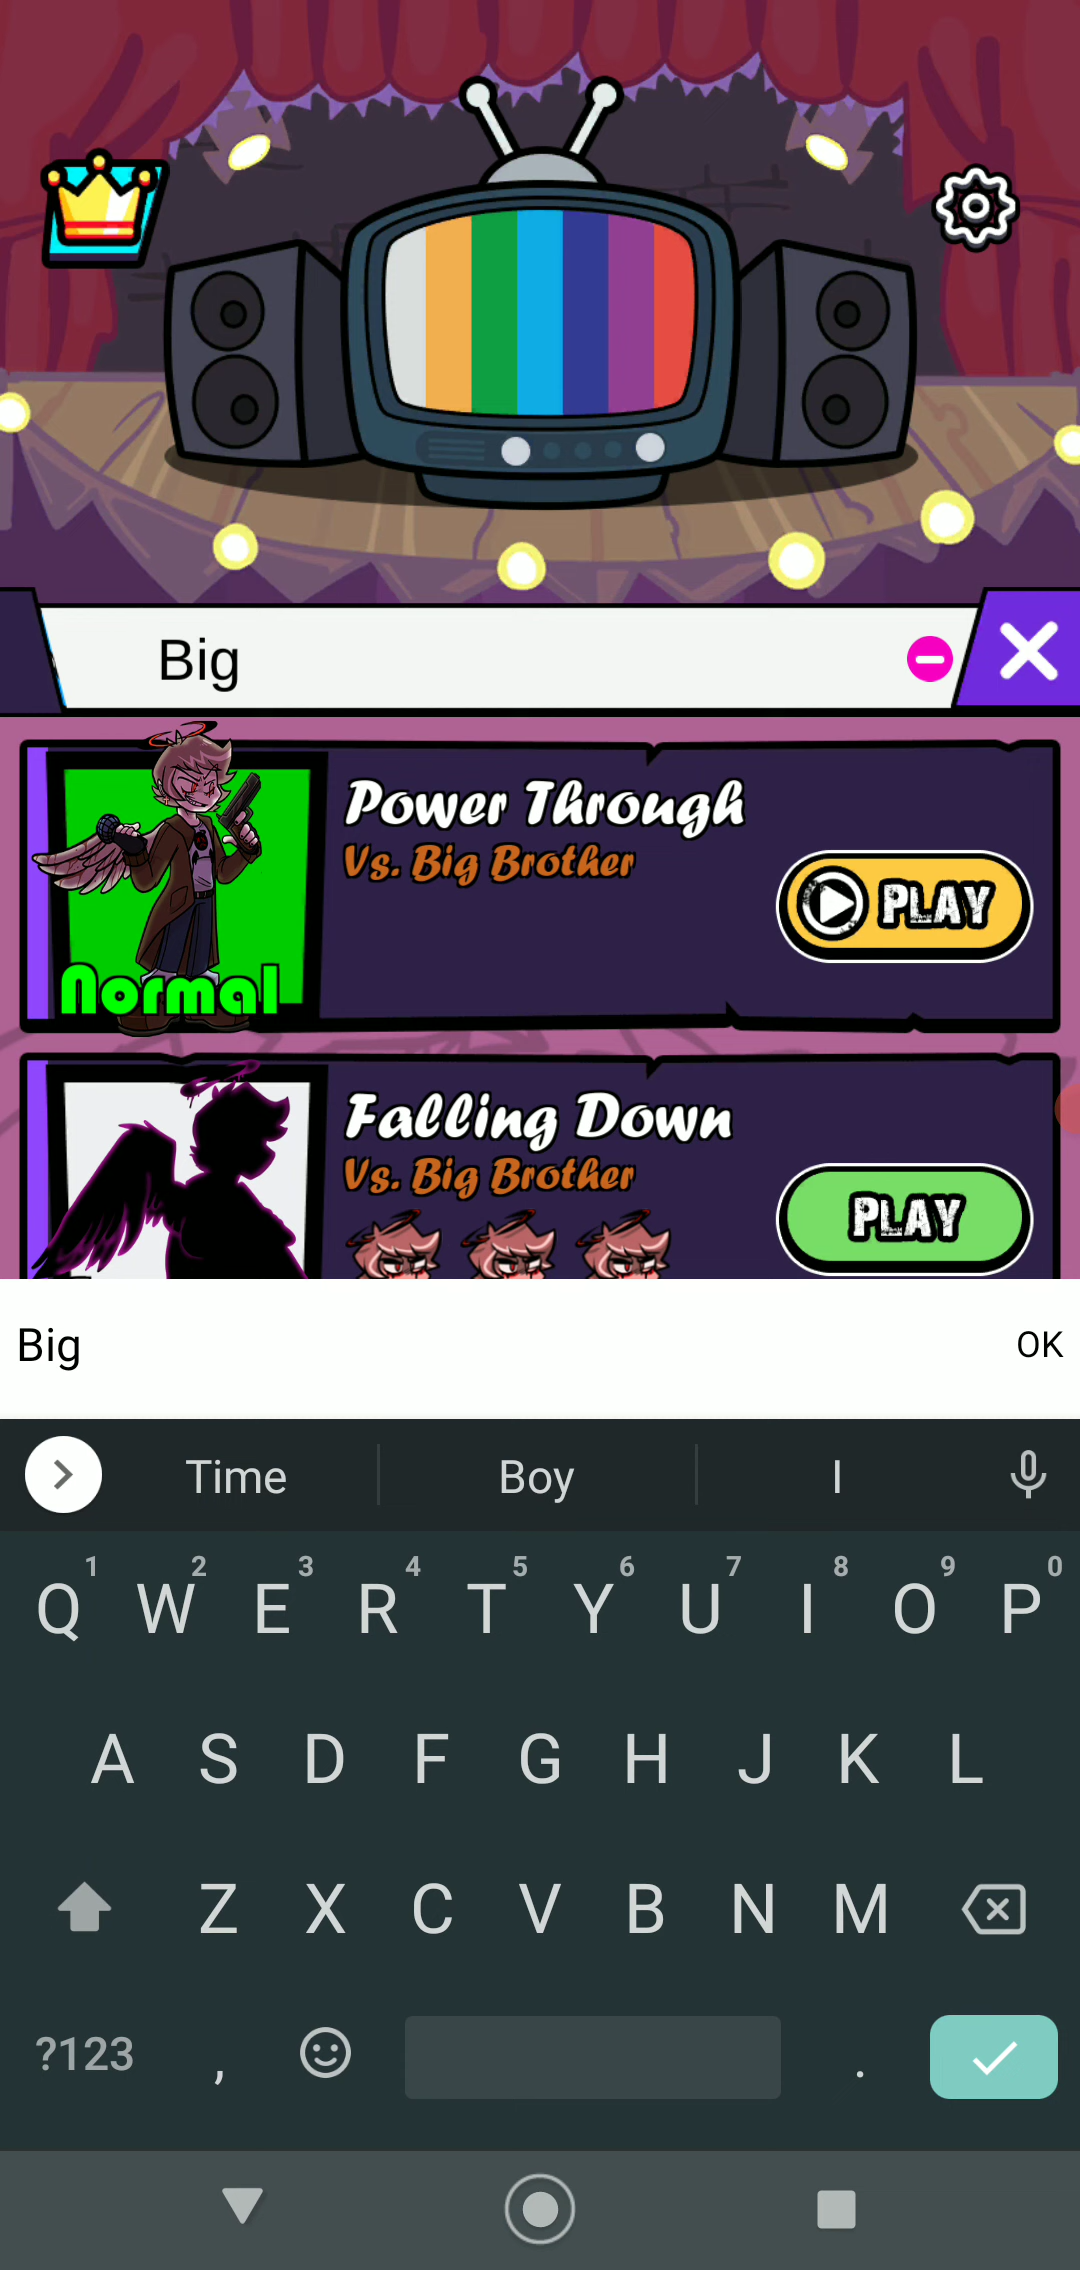 Big
Power Through
Vs. Big Brother
PLAY
Normal
Falling Down
Vs. Big Brother
PLAY
Big
OK
Time
Boy
I
1 2 3 4 5 6 7 8 9 0
Q W E R T Y U I O P
A S D F G H J K L
Z X C V B N M
?123 , .